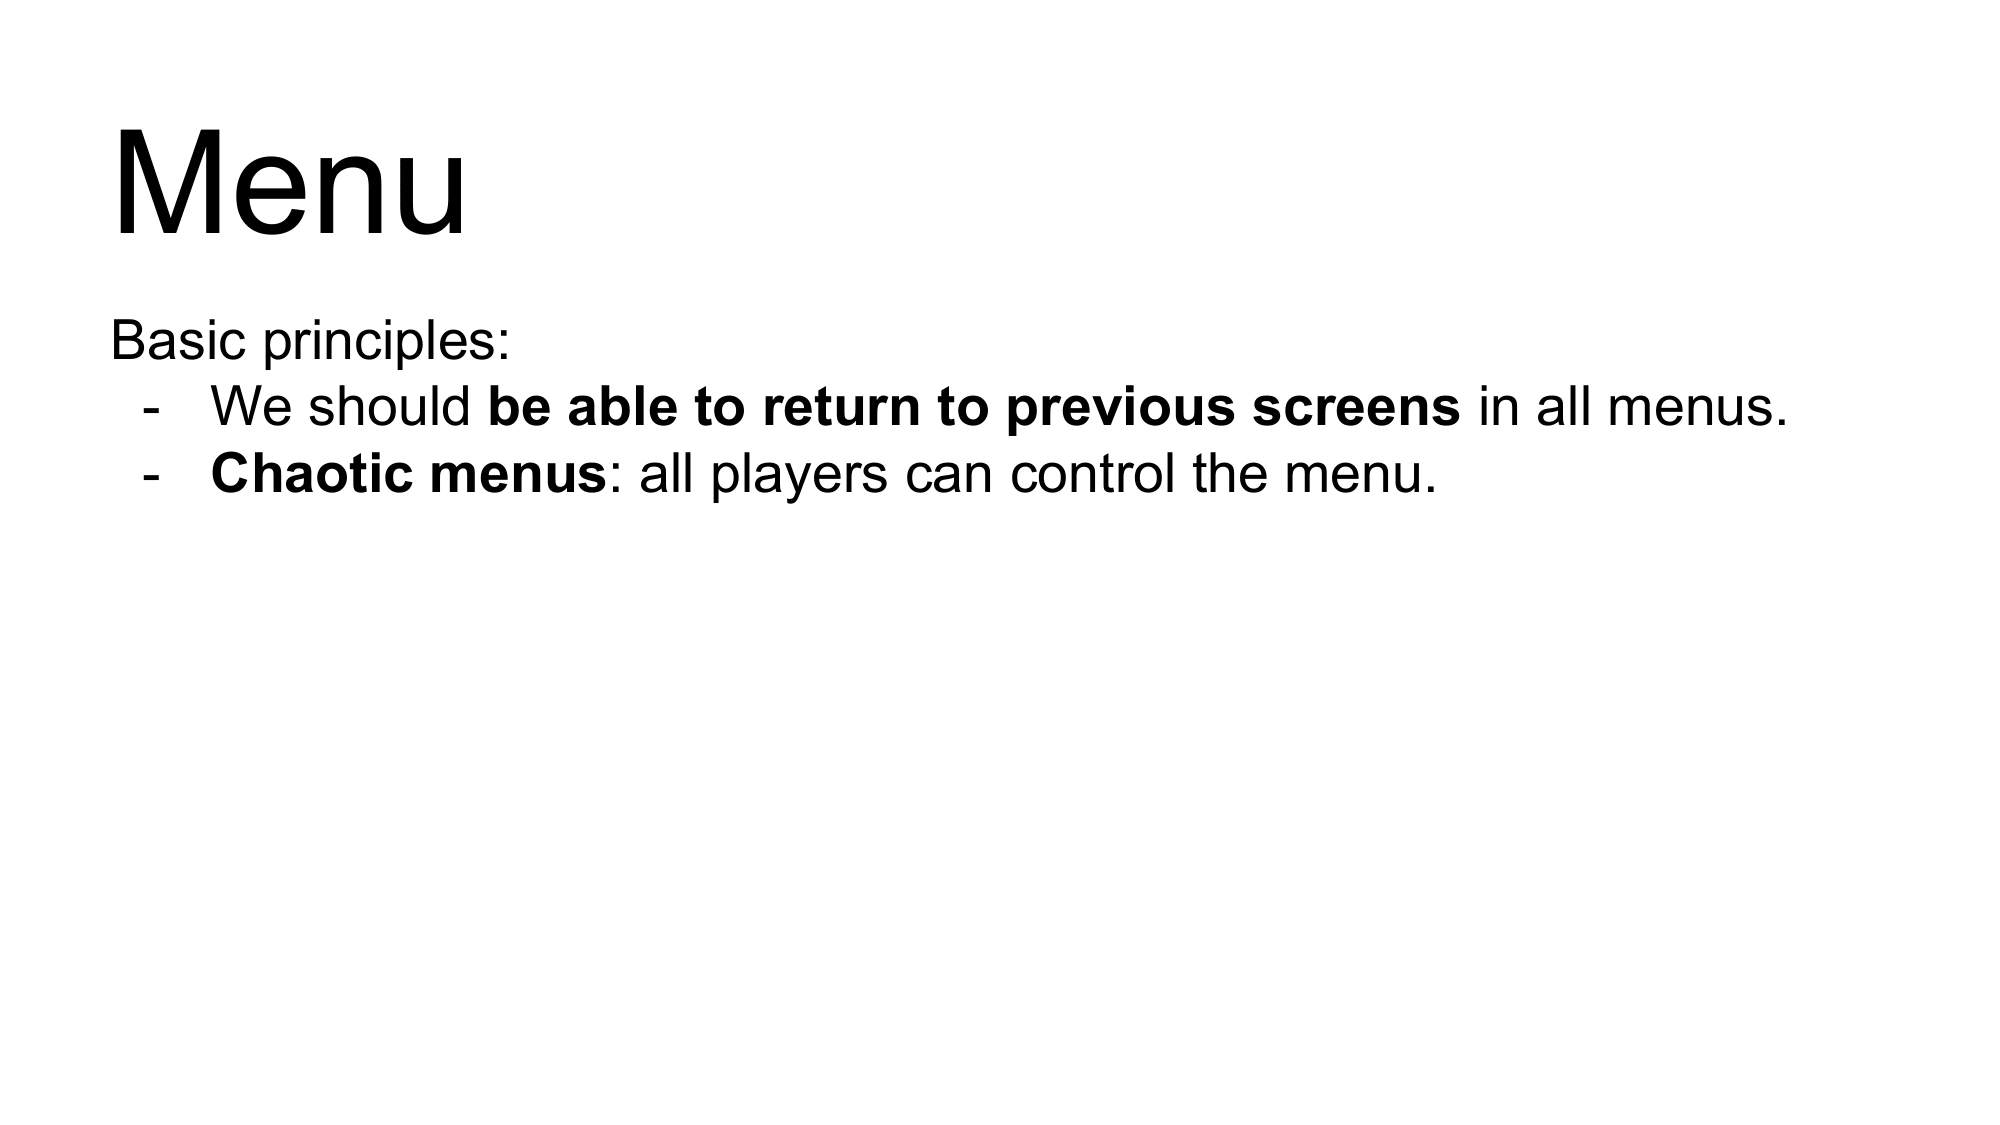 Menu
Basic principles:
- We should be able to return to previous screens in all menus.
- Chaotic menus: all players can control the menu.